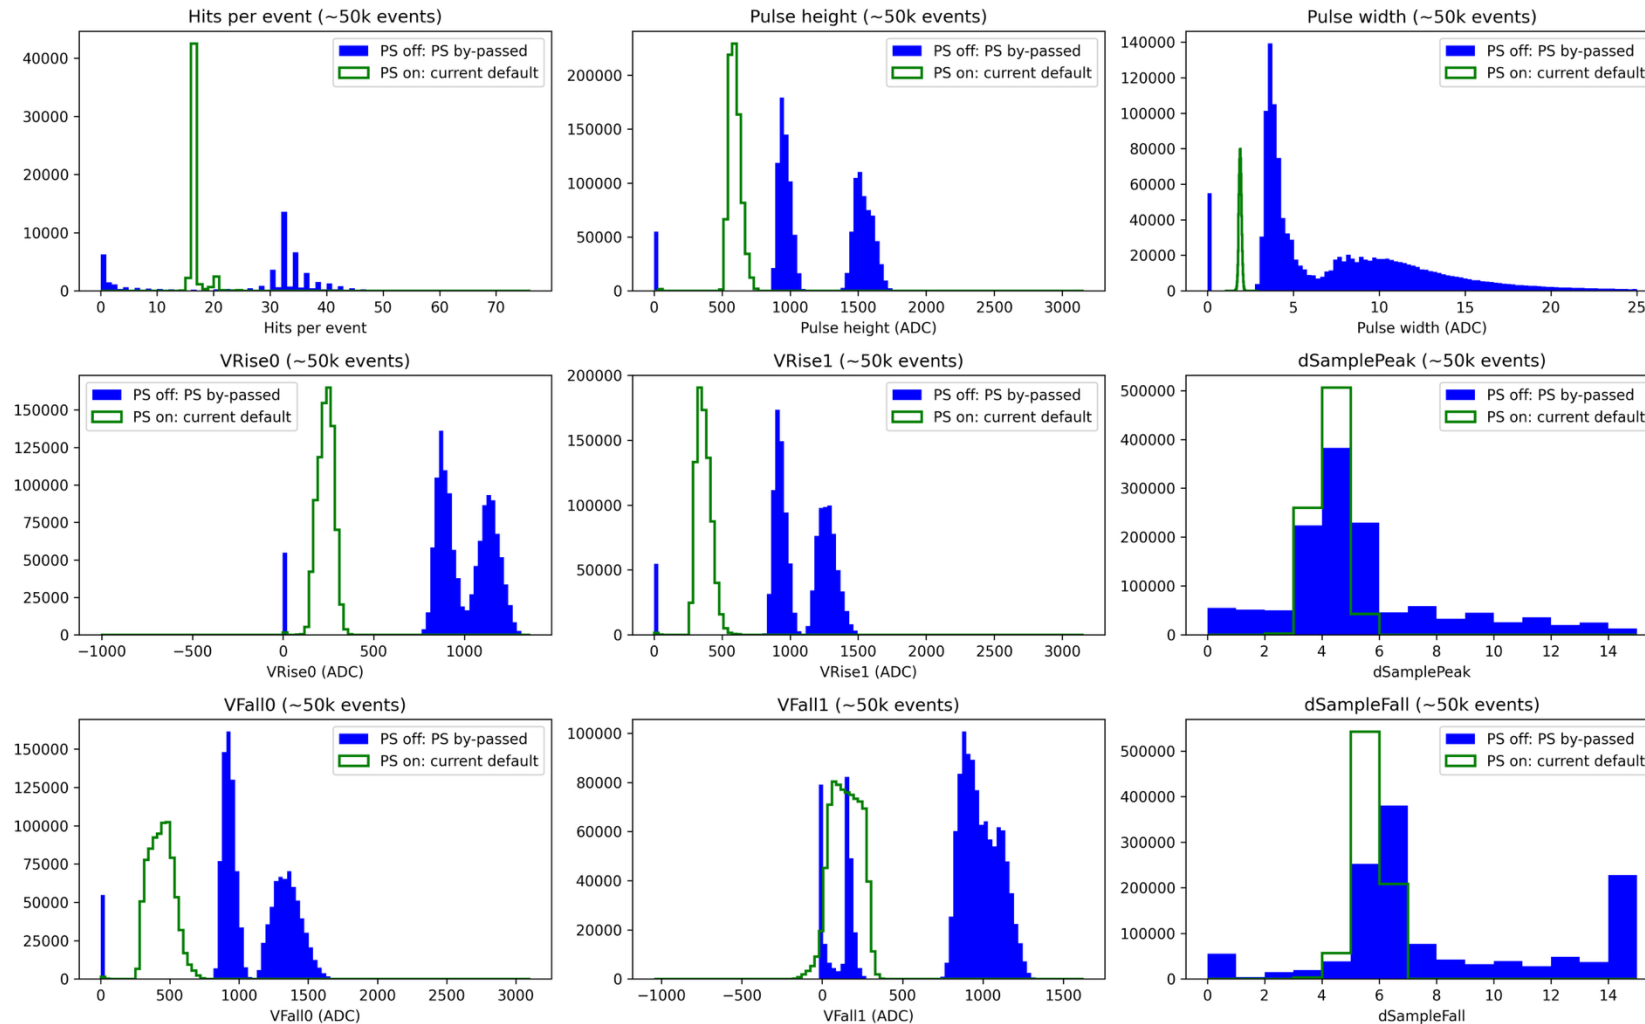 Hits per event (~50k events)
40000
30000
20000
10000
0
PS off: PS by-passed
PS on: current default
0 10 20 30 40 50 60 70
Hits per event
Pulse height (~50k events)
200000
150000
100000
50000
0
PS off: PS by-passed
PS on: current default
0 500 1000 1500 2000 2500 3000
Pulse height (ADC)
Pulse width (~50k events)
140000
120000
100000
80000
60000
40000
20000
0
PS off: PS by-passed
PS on: current default
0 5 10 15 20 25
Pulse width (ADC)
VRise0 (~50k events)
150000
125000
100000
75000
50000
25000
0
PS off: PS by-passed
PS on: current default
−1000 −500 0 500 1000
VRise0 (ADC)
VRise1 (~50k events)
200000
150000
100000
50000
0
PS off: PS by-passed
PS on: current default
0 500 1000 1500 2000 2500 3000
VRise1 (ADC)
dSamplePeak (~50k events)
500000
400000
300000
200000
100000
0
PS off: PS by-passed
PS on: current default
0 2 4 6 8 10 12 14
dSamplePeak
VFall0 (~50k events)
150000
125000
100000
75000
50000
25000
0
PS off: PS by-passed
PS on: current default
0 500 1000 1500 2000 2500 3000
VFall0 (ADC)
VFall1 (~50k events)
100000
80000
60000
40000
20000
0
−1000 −500 0 500 1000 1500
VFall1 (ADC)
dSampleFall (~50k events)
500000
400000
300000
200000
100000
0
PS off: PS by-passed
PS on: current default
0 2 4 6 8 10 12 14
dSampleFall